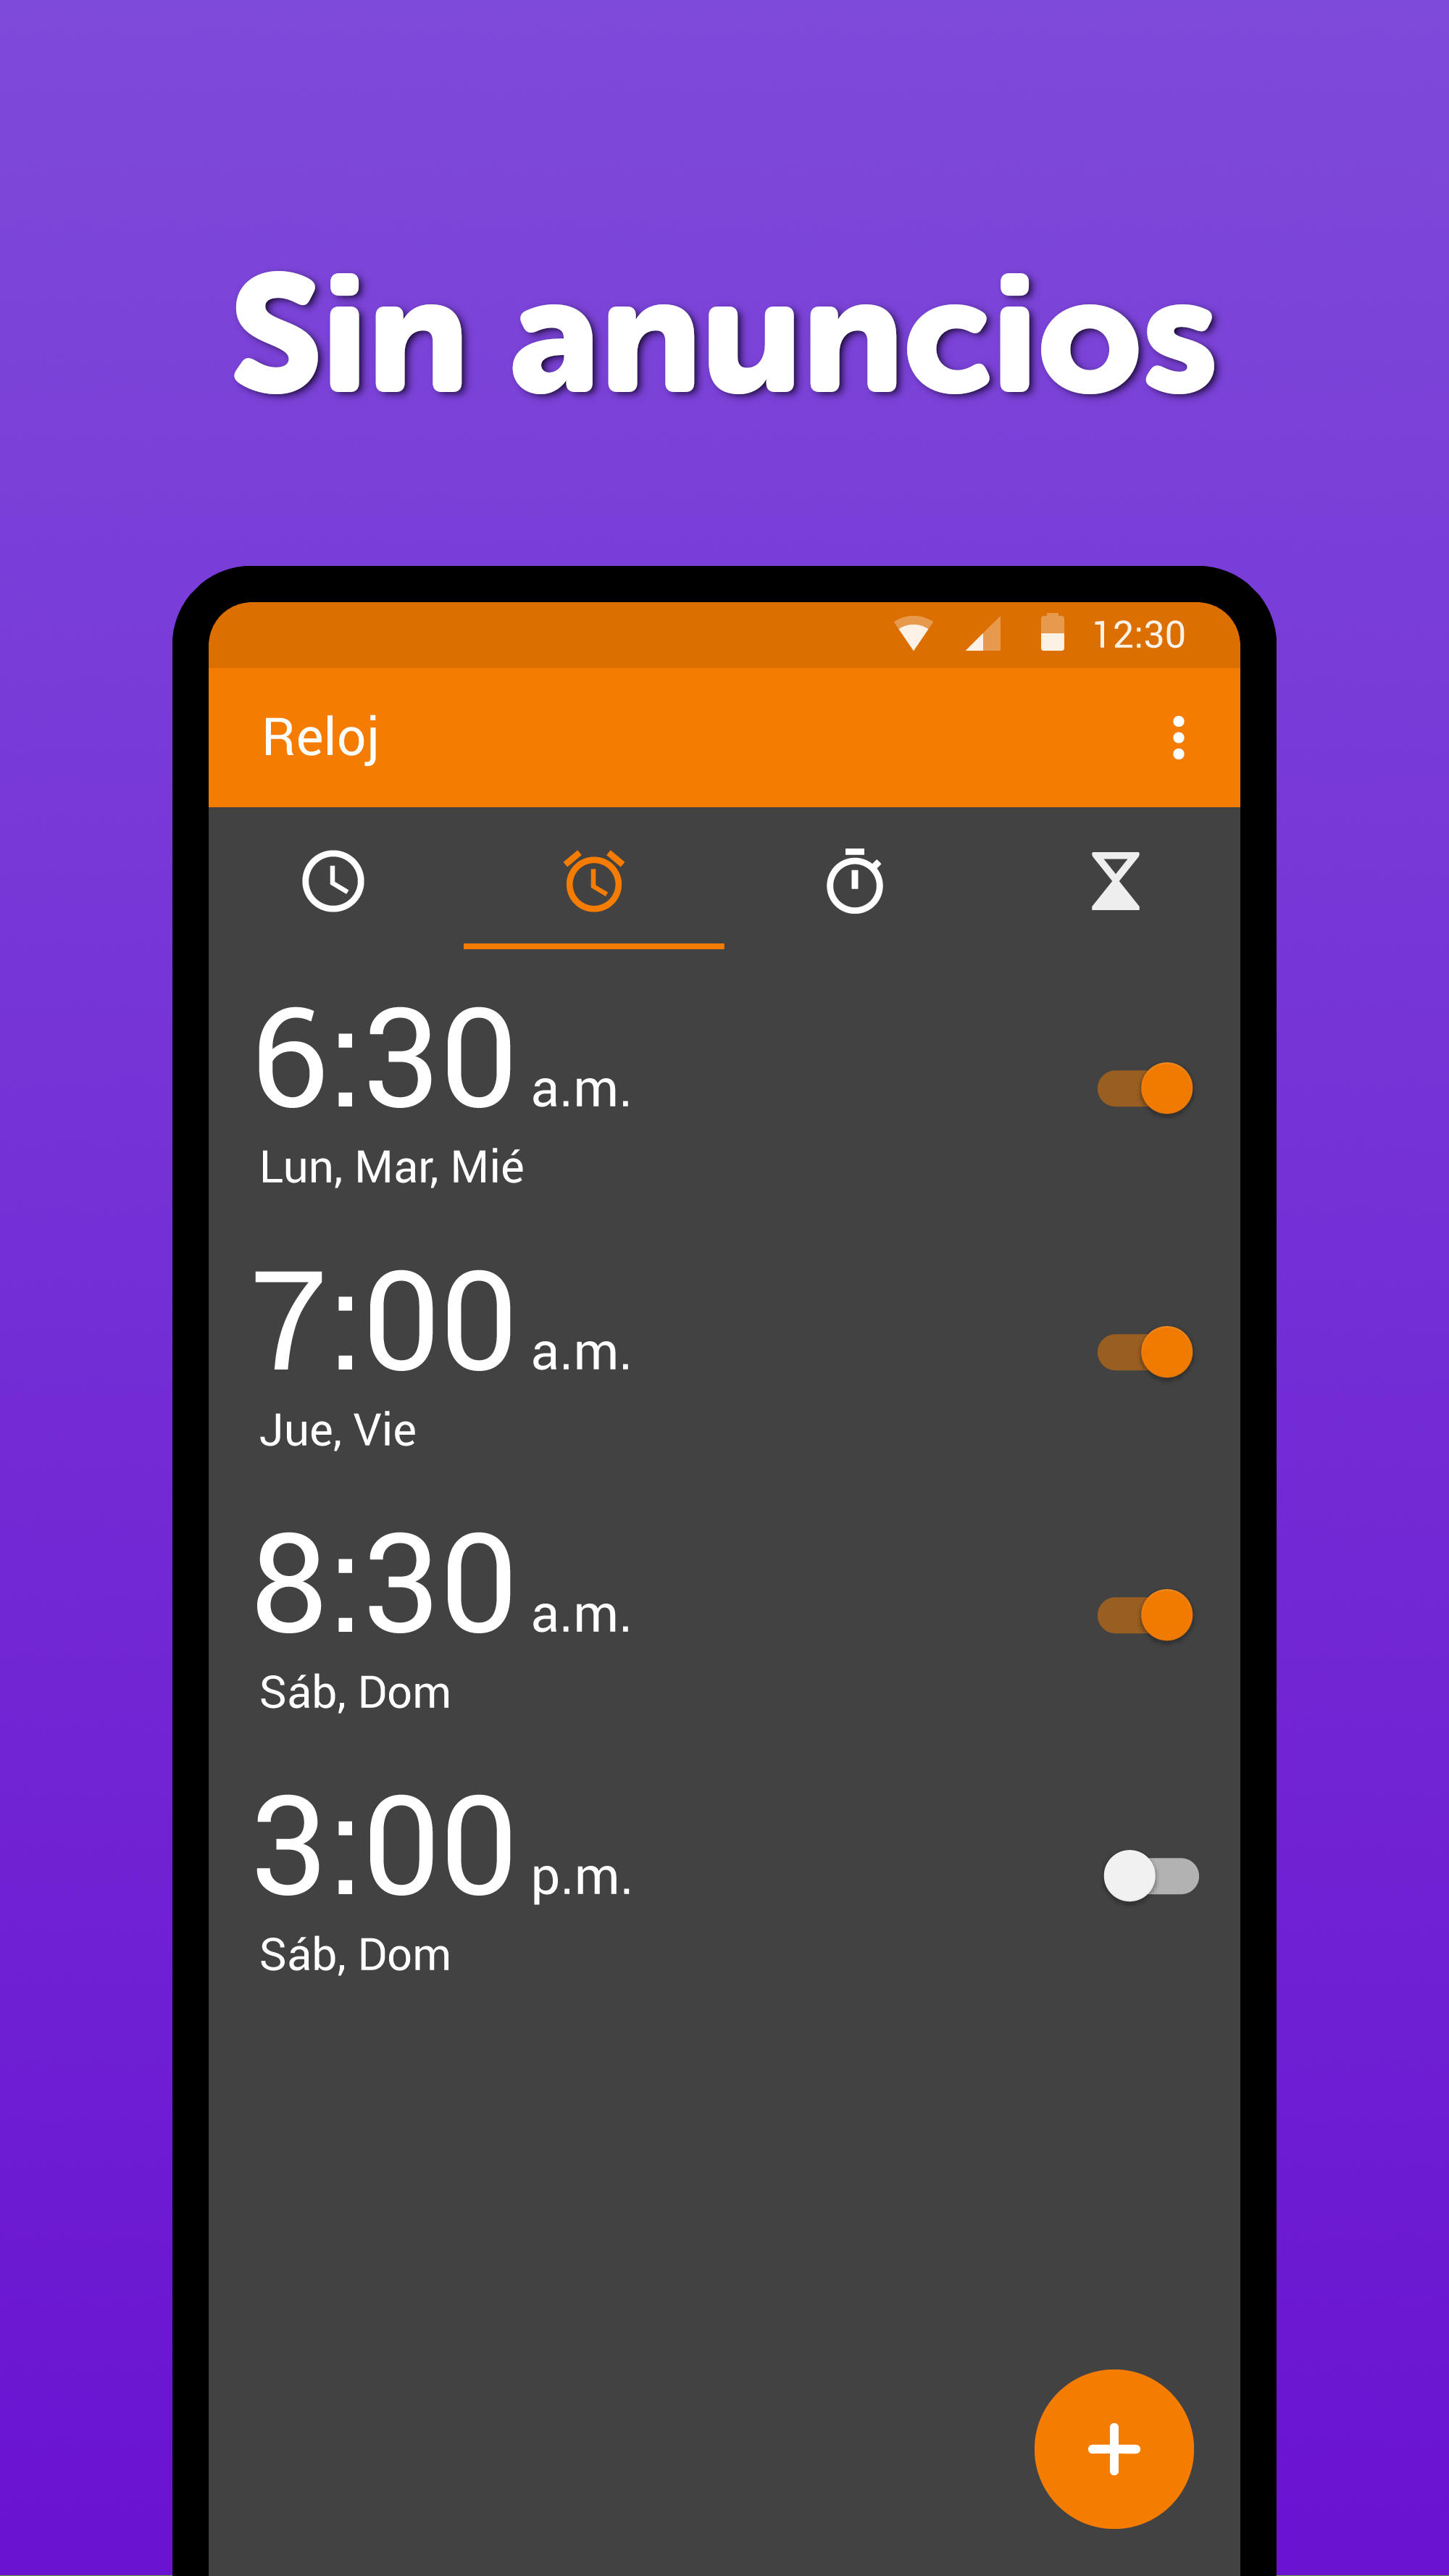 Sin anuncios
12:30
Reloj
6:30 a.m.
Lun, Mar, Mié
7:00 a.m.
Jue, Vie
8:30 a.m.
Sáb, Dom
3:00 p.m.
Sáb, Dom